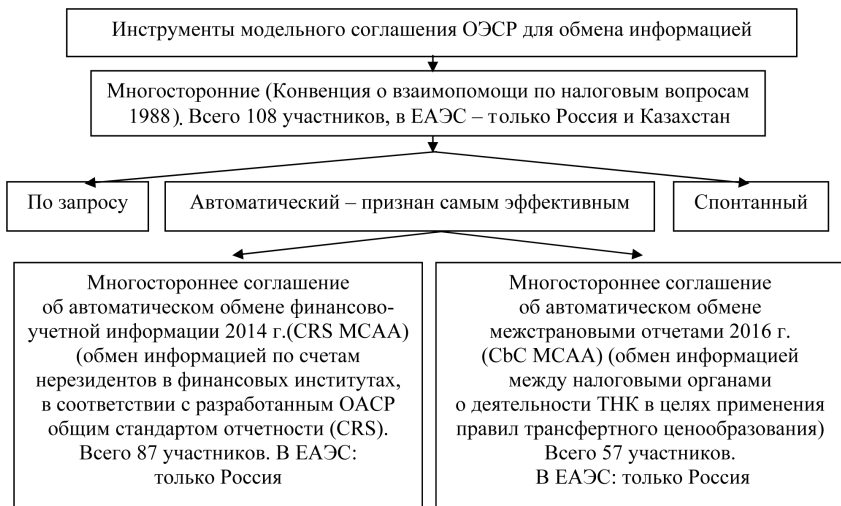 Инструменты модельного соглашения ОЭСР для обмена информацией
Многосторонние (Конвенция о взаимопомощи по налоговым вопросам
1988). Всего 108 участников, в ЕАЭС – только Россия и Казахстан
По запросу
Автоматический – признан самым эффективным
Спонтанный
Многостороннее соглашение
об автоматическом обмене финансово-
учетной информации 2014 г.(CRS MCAA)
(обмен информацией по счетам
нерезидентов в финансовых институтах,
в соответствии с разработанным ОАСР
общим стандартом отчетности (CRS).
Всего 87 участников. В ЕАЭС:
только Россия
Многостороннее соглашение
об автоматическом обмене
межстрановыми отчетами 2016 г.
(CbC MCAA) (обмен информацией
между налоговыми органами
о деятельности ТНК в целях применения
правил трансфертного ценообразования)
Всего 57 участников.
В ЕАЭС: только Россия